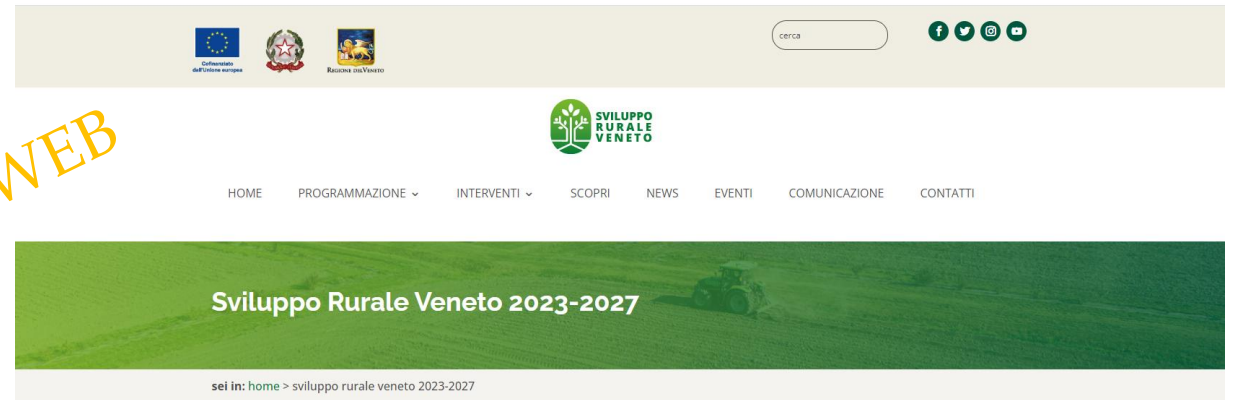 cerca
Cofinanziato
dall'Unione europea
REGIONE DEL VENETO
SVILUPPO
RURALE
VENETO
WEB
HOME PROGRAMMAZIONE INTERVENTI SCOPRI NEWS EVENTI COMUNICAZIONE CONTATTI
Sviluppo Rurale Veneto 2023-2027
sei in: home > sviluppo rurale veneto 2023-2027